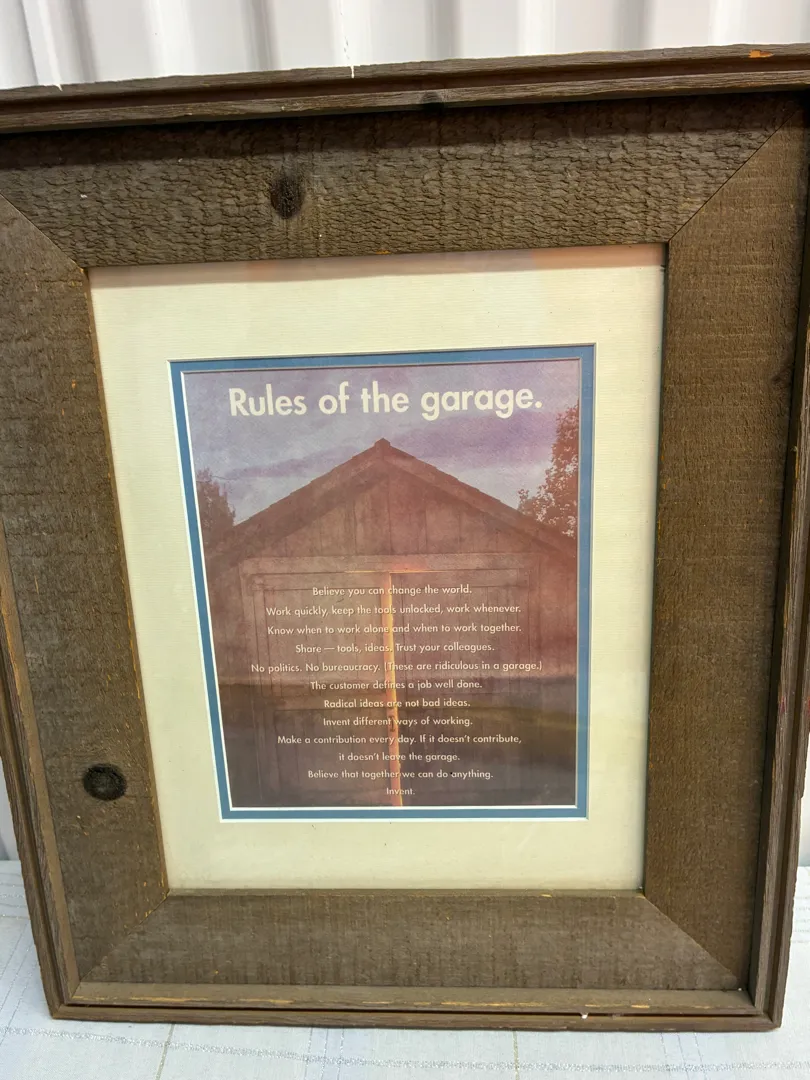 Rules of the garage.
Believe you can change the world.
Work quickly, keep the tools unlocked, work whenever.
Know when to work alone and when to work together.
Share — tools, ideas. Trust your colleagues.
No politics. No bureaucracy. (These are ridiculous in a garage.)
The customer defines a job well done.
Radical ideas are not bad ideas.
Invent different ways of working.
Make a contribution every day. If it doesn't contribute,
it doesn't leave the garage.
Believe that together we can do anything.
Invent.